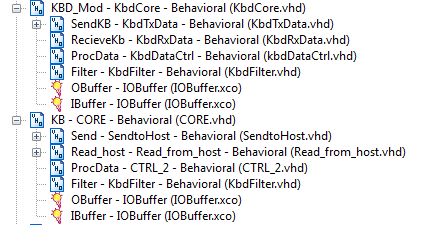 KBD_Mod - KbdCore - Behavioral (KbdCore.vhd)
SendKB - KbdTxData - Behavioral (KbdTxData.vhd)
RecieveKb - KbdRxData - Behavioral (KbdRxData.vhd)
ProcData - KbdDataCtrl - Behavioral (kbdDataCtrl.vhd)
Filter - KbdFilter - Behavioral (KbdFilter.vhd)
OBuffer - IOBuffer (IOBuffer.xco)
IBuffer - IOBuffer (IOBuffer.xco)
KB - CORE - Behavioral (CORE.vhd)
Send - SendtoHost - Behavioral (SendtoHost.vhd)
Read_host - Read_from_host - Behavioral (Read_from_host.vhd)
ProcData - CTRL_2 - Behavioral (CTRL_2.vhd)
Filter - KbdFilter - Behavioral (KbdFilter.vhd)
OBuffer - IOBuffer (IOBuffer.xco)
IBuffer - IOBuffer (IOBuffer.xco)